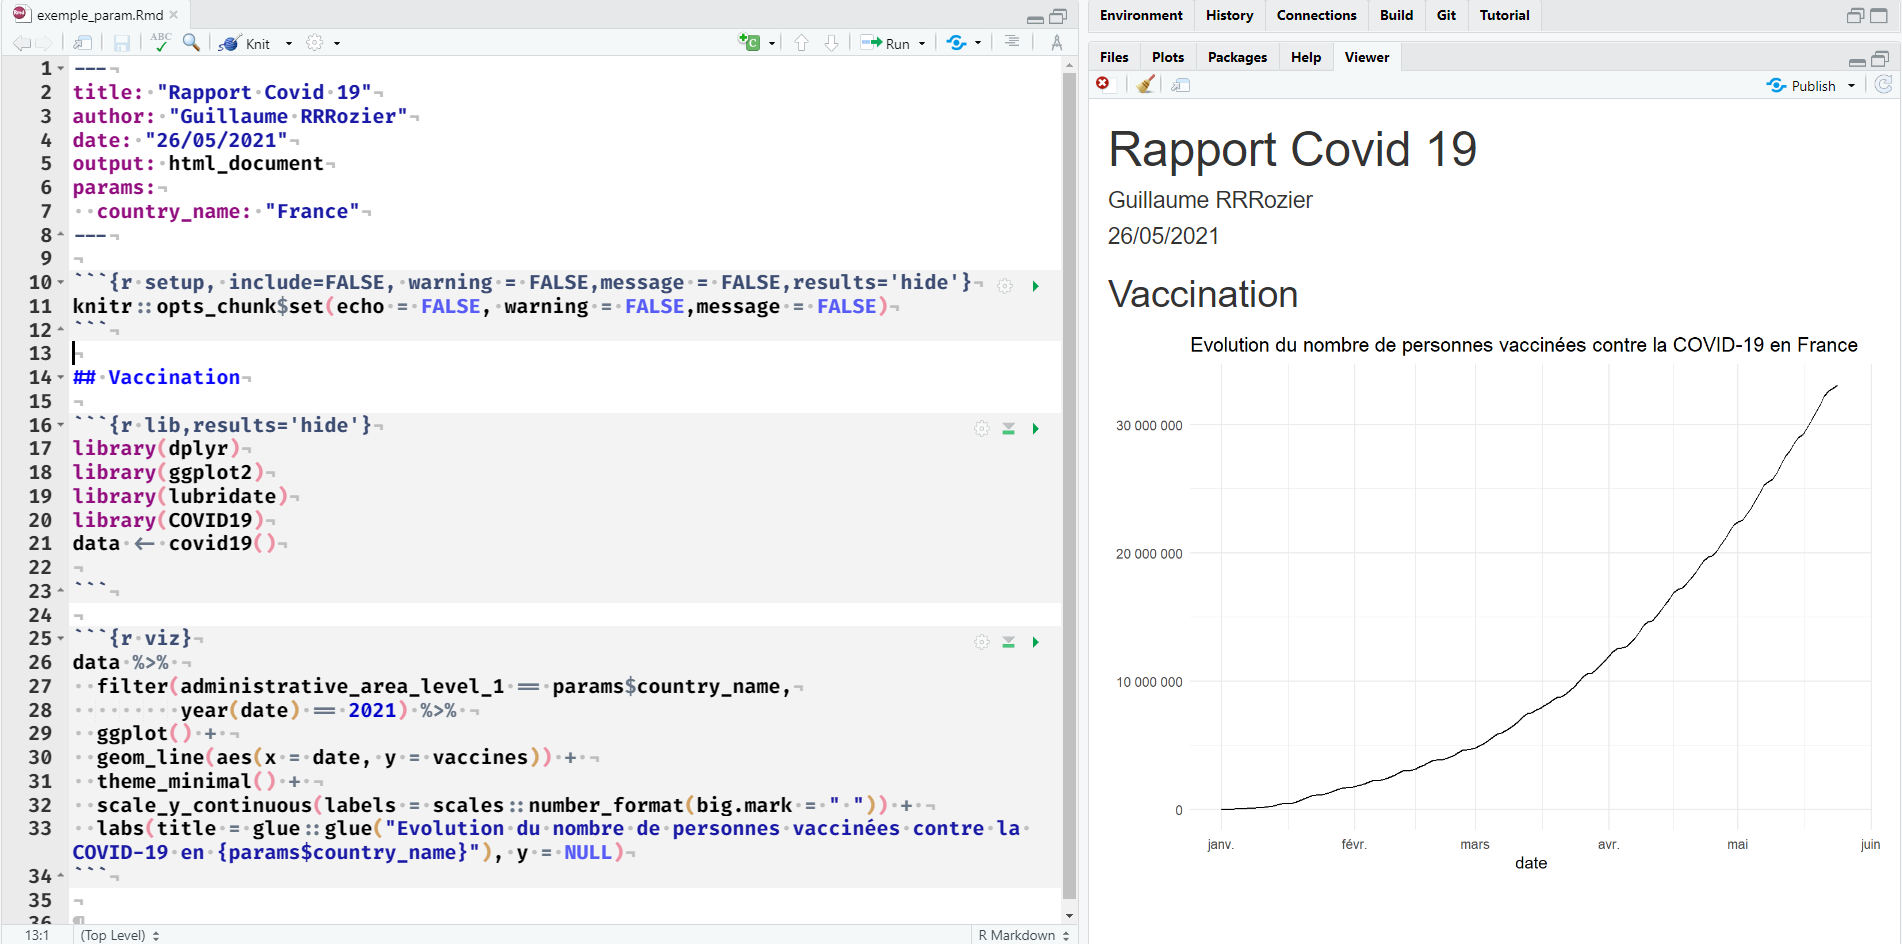 exemple_param.Rmd
ABC
Knit
Run
1 ---
2 title: "Rapport Covid 19"
3 author: "Guillaume RRRozier"
4 date: "26/05/2021"
5 output: html_document
6 params:
7   country_name: "France"
8 ---
9
10 ```{r setup, include=FALSE, warning = FALSE,message = FALSE,results='hide'}
11 knitr::opts_chunk$set(echo = FALSE, warning = FALSE,message = FALSE)
12 ```
13
14 ## Vaccination
15
16 ```{r lib,results='hide'}
17 library(dplyr)
18 library(ggplot2)
19 library(lubridate)
20 library(COVID19)
21 data <- covid19()
22
23 ```
24
25 ```{r viz}
26 data %>%
27   filter(administrative_area_level_1 == params$country_name,
28          year(date) == 2021) %>%
29   ggplot() +
30   geom_line(aes(x = date, y = vaccines)) +
31   theme_minimal() +
32   scale_y_continuous(labels = scales::number_format(big.mark = " ")) +
33   labs(title = glue::glue("Evolution du nombre de personnes vaccinées contre la
COVID-19 en {params$country_name}"), y = NULL)
34 ```
35
36
13:1 (Top Level) R Markdown
Environment History Connections Build Git Tutorial
Files Plots Packages Help Viewer
Publish
Rapport Covid 19
Guillaume RRRozier
26/05/2021
Vaccination
Evolution du nombre de personnes vaccinées contre la COVID-19 en France
30 000 000
20 000 000
10 000 000
0
janv. févr. mars avr. mai juin
date